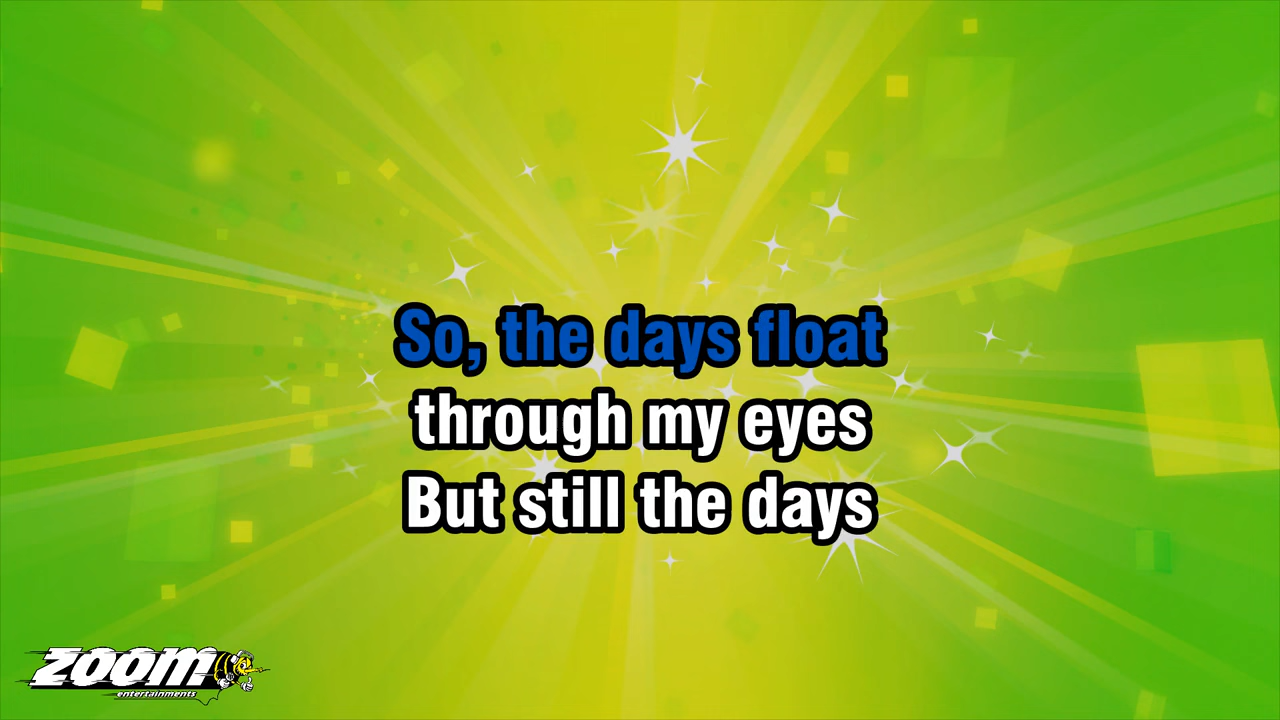 So, the days float
through my eyes
But still the days
zoom
entertainments